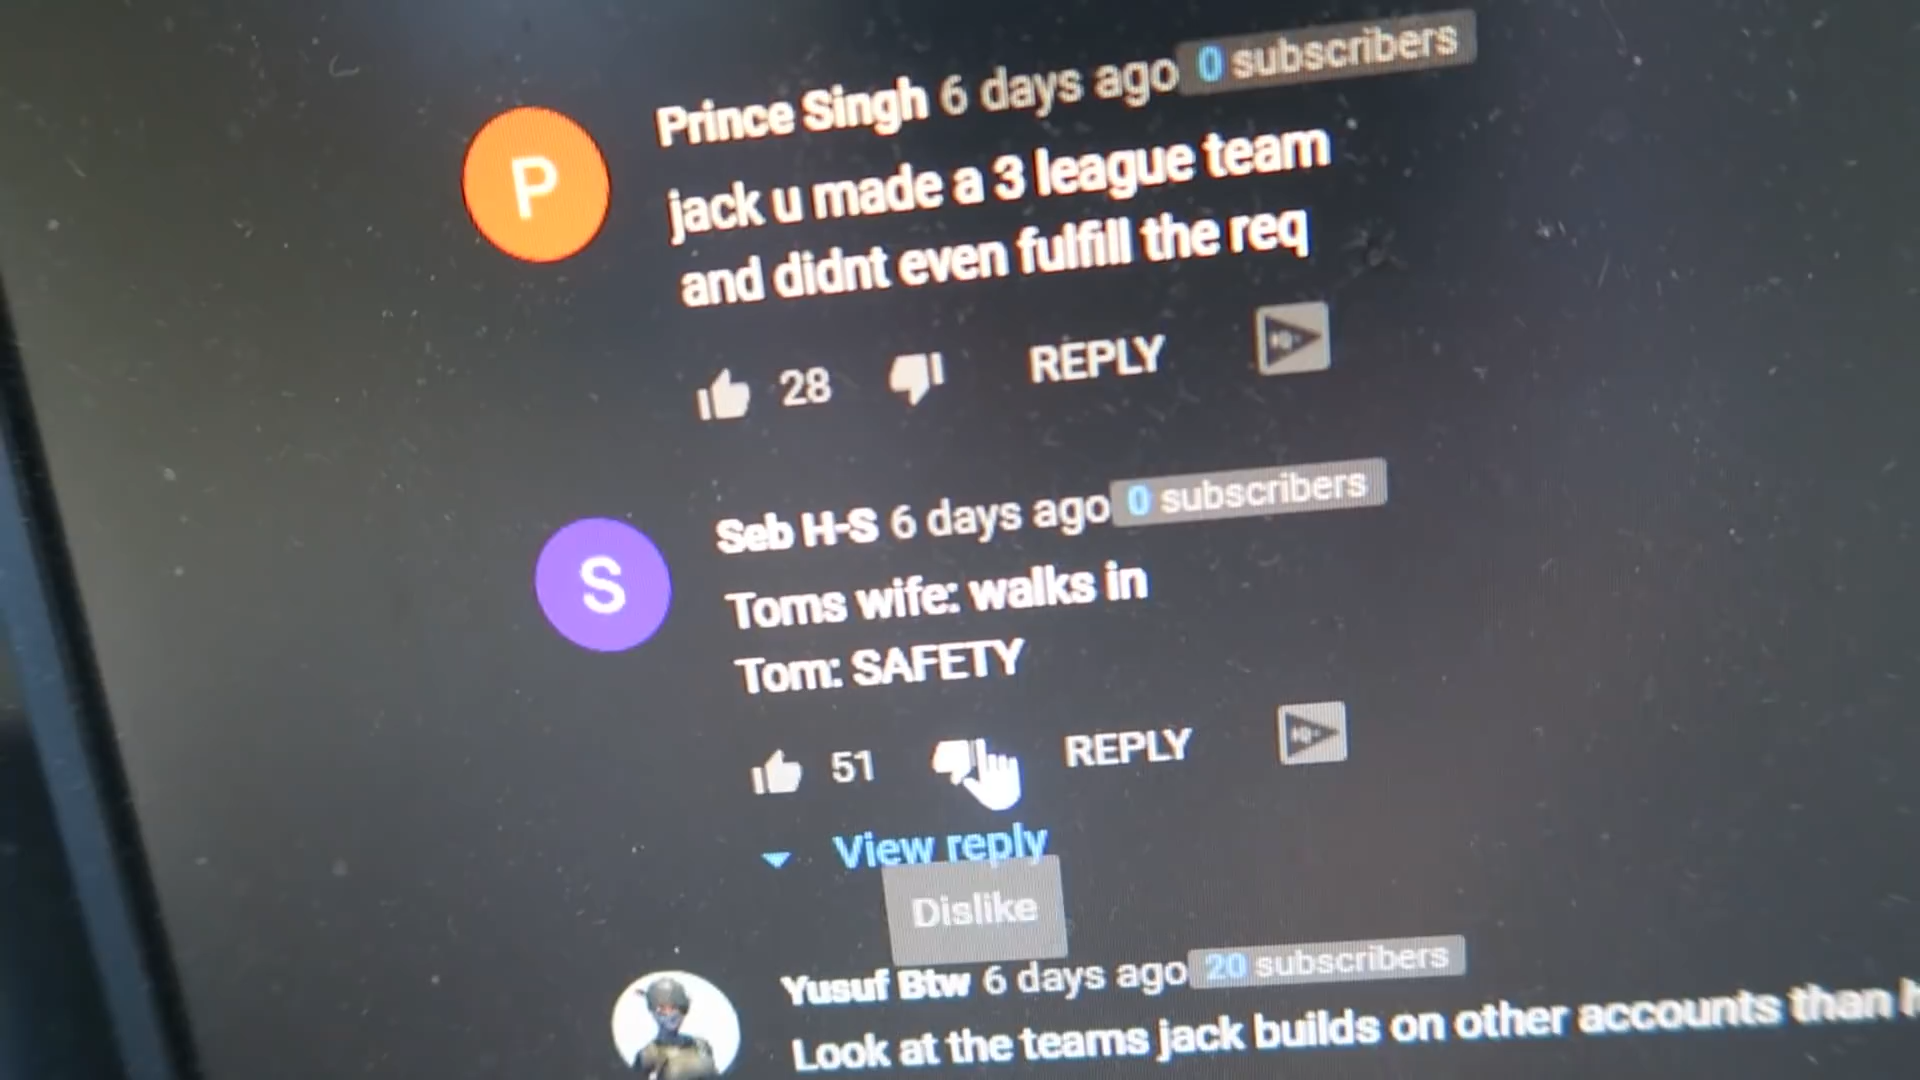 P
Prince Singh 6 days ago 0 subscribers
jack u made a 3 league team
and didnt even fulfill the req
28 REPLY
S
Seb H-S 6 days ago 0 subscribers
Toms wife: walks in
Tom: SAFETY
51 REPLY
View reply
Dislike
Yusuf Btw 6 days ago 20 subscribers
Look at the teams jack builds on other accounts than